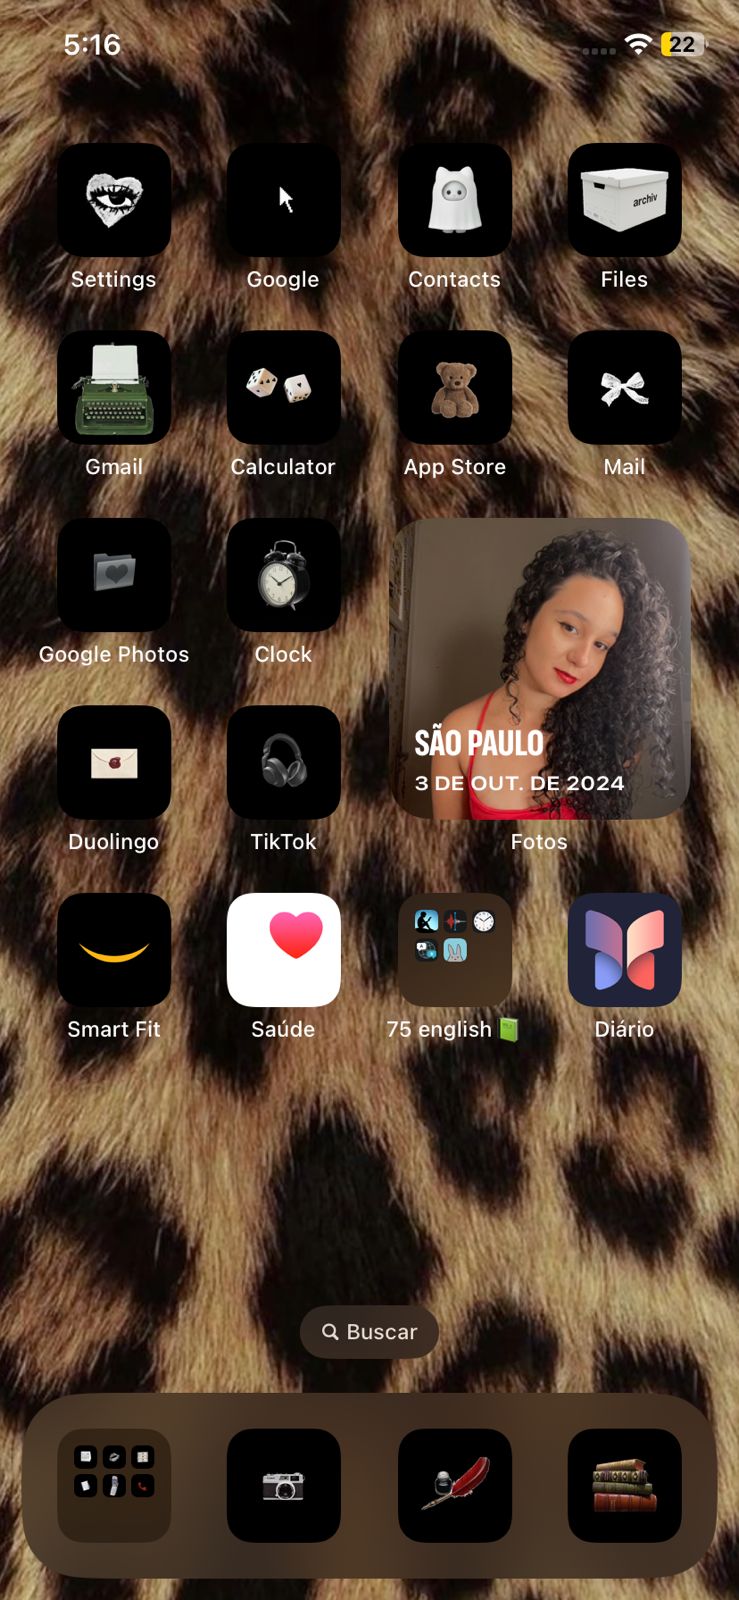 5:16
22
archiv
Settings
Google
Contacts
Files
Gmail
Calculator
App Store
Mail
Google Photos
Clock
SÃO PAULO
3 DE OUT. DE 2024
Duolingo
TikTok
Fotos
Smart Fit
Saúde
75 english
Diário
Buscar